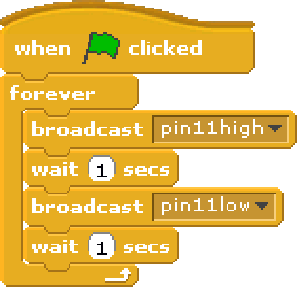 when clicked
forever
broadcast pin11high
wait 1 secs
broadcast pin11low
wait 1 secs